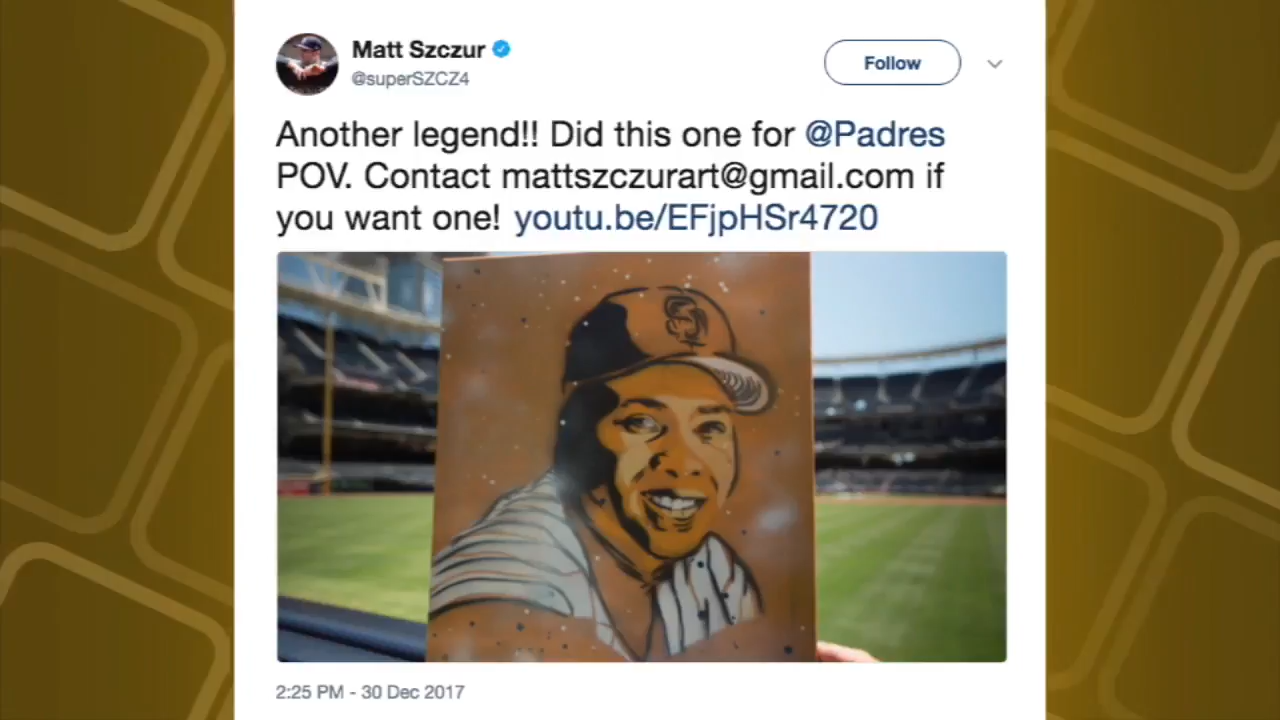 Matt Szczur
@superSZCZ4
Follow
Another legend!! Did this one for @Padres
POV. Contact mattszczurart@gmail.com if
you want one! youtu.be/EFjpHSr4720
SD
2:25 PM - 30 Dec 2017